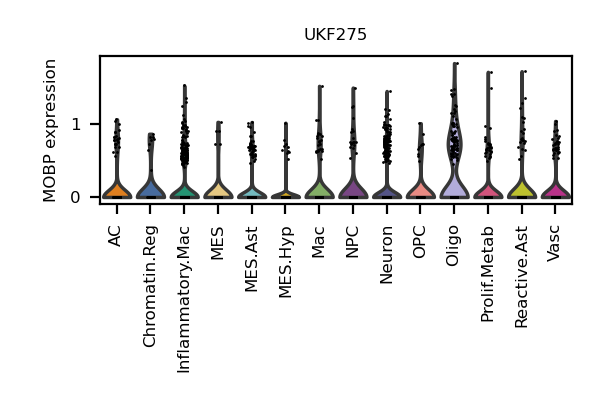 UKF275
MOBP expression
1
0
AC
Chromatin.Reg
Inflammatory.Mac
MES
MES.Ast
MES.Hyp
Mac
NPC
Neuron
OPC
Oligo
Prolif.Metab
Reactive.Ast
Vasc